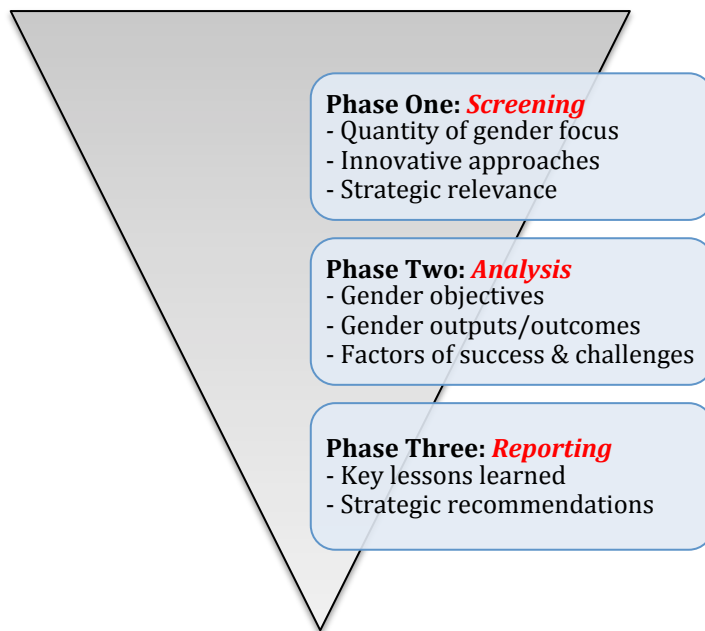 Phase One: Screening
- Quantity of gender focus
- Innovative approaches
- Strategic relevance
Phase Two: Analysis
- Gender objectives
- Gender outputs/outcomes
- Factors of success & challenges
Phase Three: Reporting
- Key lessons learned
- Strategic recommendations